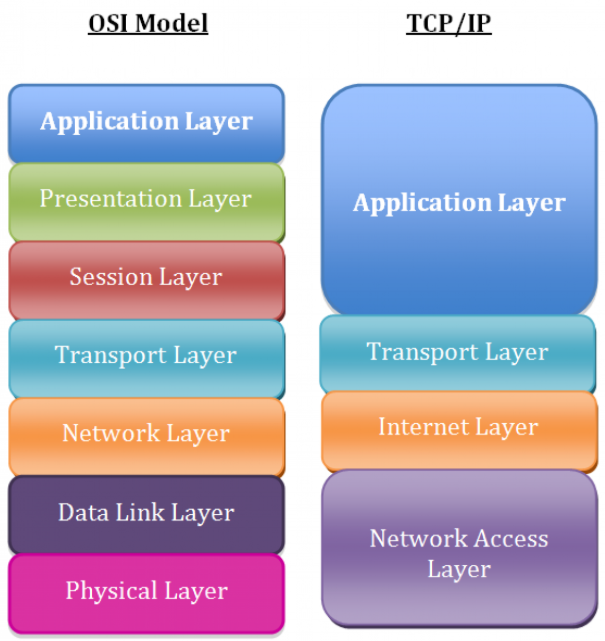 OSI Model
Application Layer
Presentation Layer
Session Layer
Transport Layer
Network Layer
Data Link Layer
Physical Layer
TCP/IP
Application Layer
Transport Layer
Internet Layer
Network Access
Layer